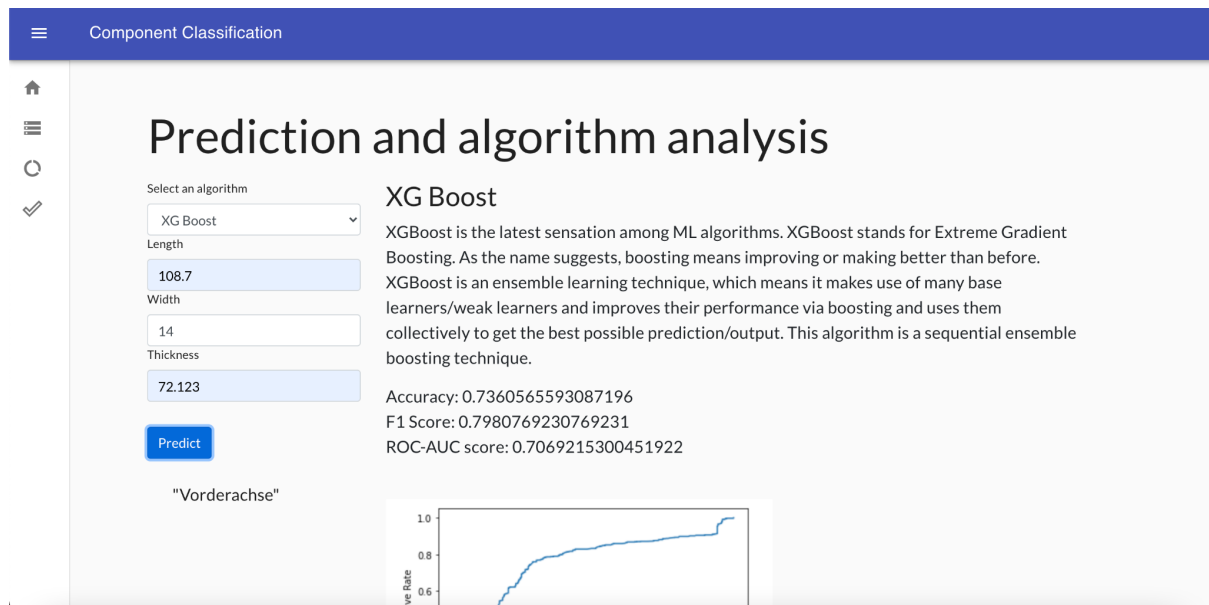 Component Classification
Prediction and algorithm analysis
Select an algorithm
XG Boost
Length
108.7
Width
14
Thickness
72.123
Predict
"Vorderachse"
XG Boost
XGBoost is the latest sensation among ML algorithms. XGBoost stands for Extreme Gradient
Boosting. As the name suggests, boosting means improving or making better than before.
XGBoost is an ensemble learning technique, which means it makes use of many base
learners/weak learners and improves their performance via boosting and uses them
collectively to get the best possible prediction/output. This algorithm is a sequential ensemble
boosting technique.
Accuracy: 0.7360565593087196
F1 Score: 0.7980769230769231
ROC-AUC score: 0.7069215300451922
1.0
0.8
0.6
Rate